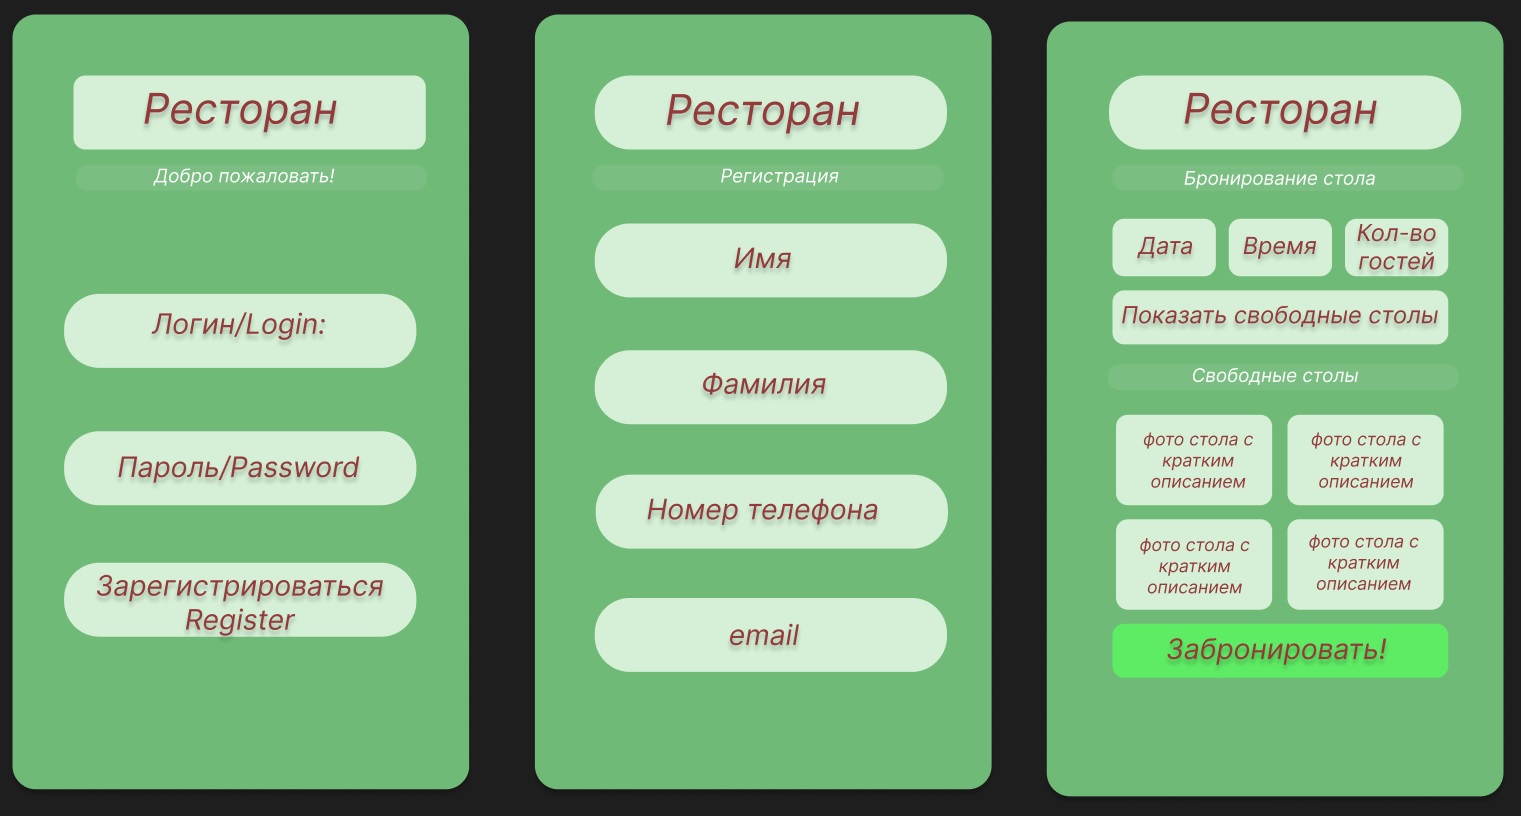 Ресторан
Добро пожаловать!
Логин/Login:
Пароль/Password
Зарегистрироваться
Register
Ресторан
Регистрация
Имя
Фамилия
Номер телефона
email
Ресторан
Бронирование стола
Дата
Время
Кол-во
гостей
Показать свободные столы
Свободные столы
фото стола с
кратким
описанием
фото стола с
кратким
описанием
фото стола с
кратким
описанием
фото стола с
кратким
описанием
Забронировать!